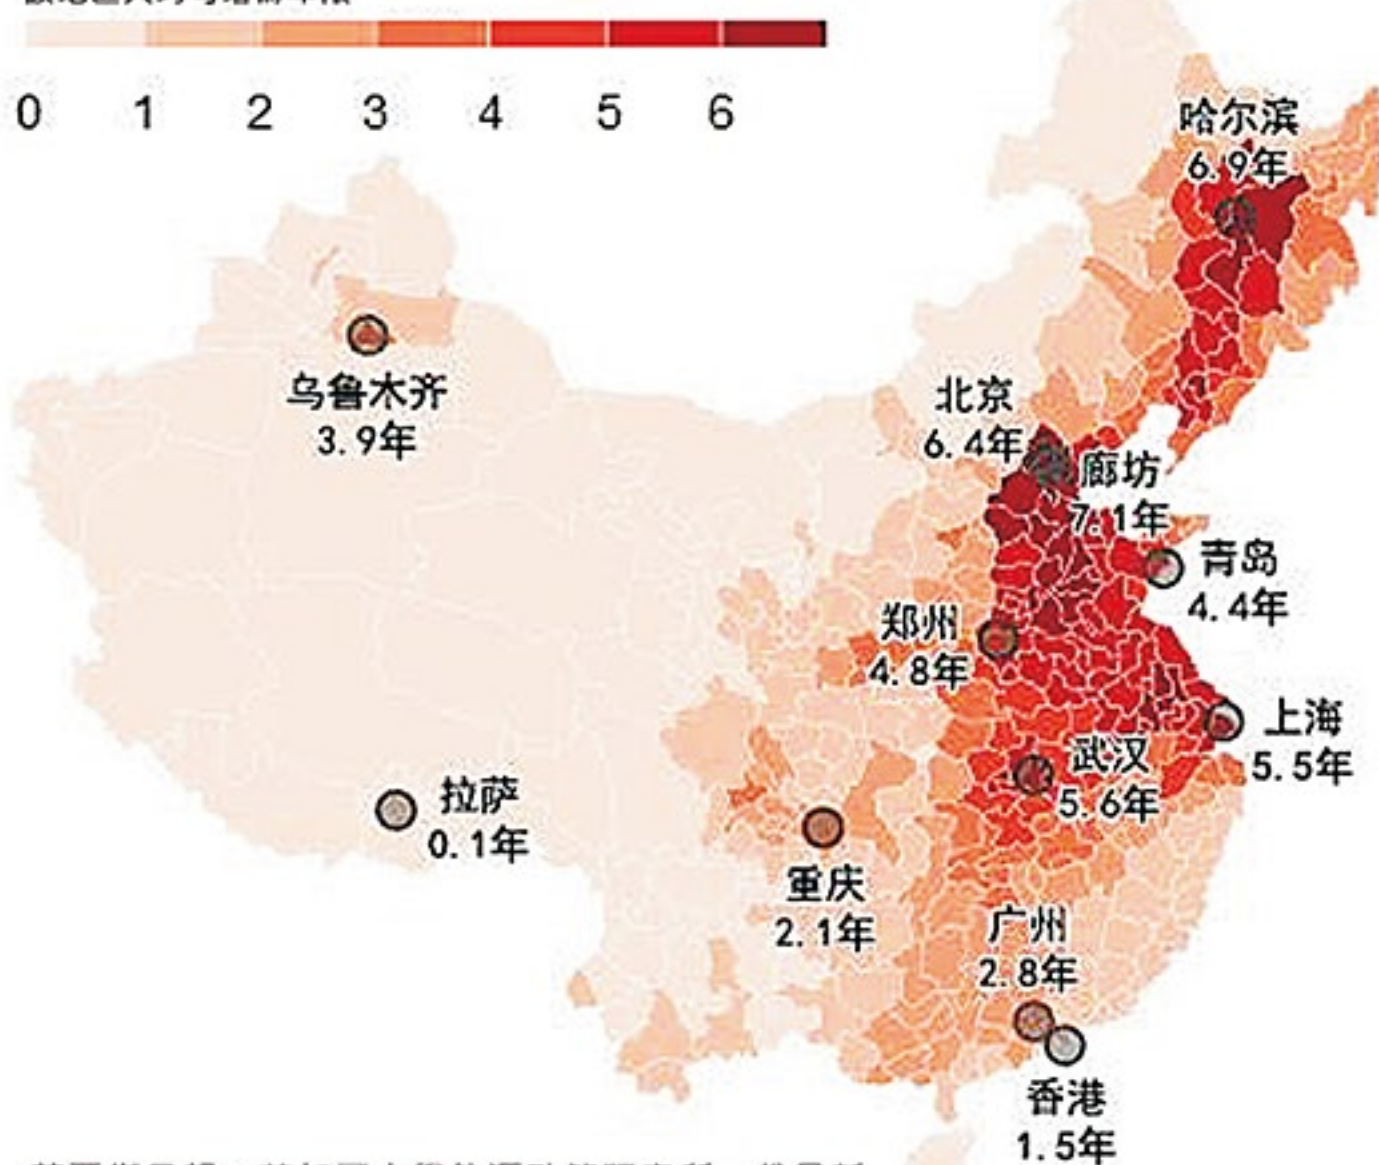 0 1 2 3 4 5 6
哈尔滨
6.9年
乌鲁木齐
3.9年
北京
6.4年
廊坊
7.1年
青岛
4.4年
郑州
4.8年
上海
5.5年
武汉
5.6年
拉萨
0.1年
重庆
2.1年
广州
2.8年
香港
1.5年